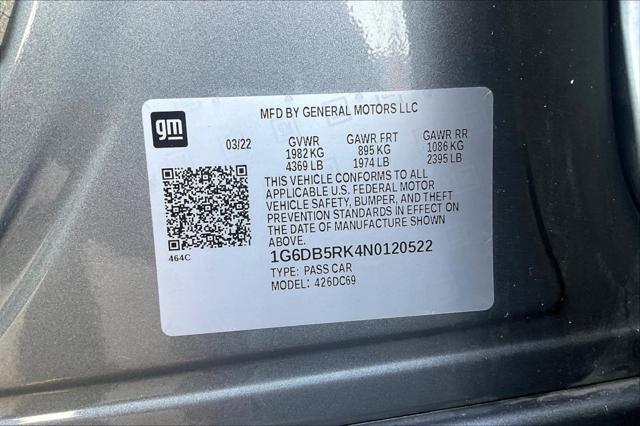 MFD BY GENERAL MOTORS LLC
gm
03/22 GVWR GAWR FRT GAWR RR
1982 KG 895 KG 1086 KG
4369 LB 1974 LB 2395 LB
THIS VEHICLE CONFORMS TO ALL
APPLICABLE U.S. FEDERAL MOTOR
VEHICLE SAFETY, BUMPER, AND THEFT
PREVENTION STANDARDS IN EFFECT ON
THE DATE OF MANUFACTURE SHOWN
ABOVE.
464C
1G6DB5RK4N0120522
TYPE: PASS CAR
MODEL: 426DC69